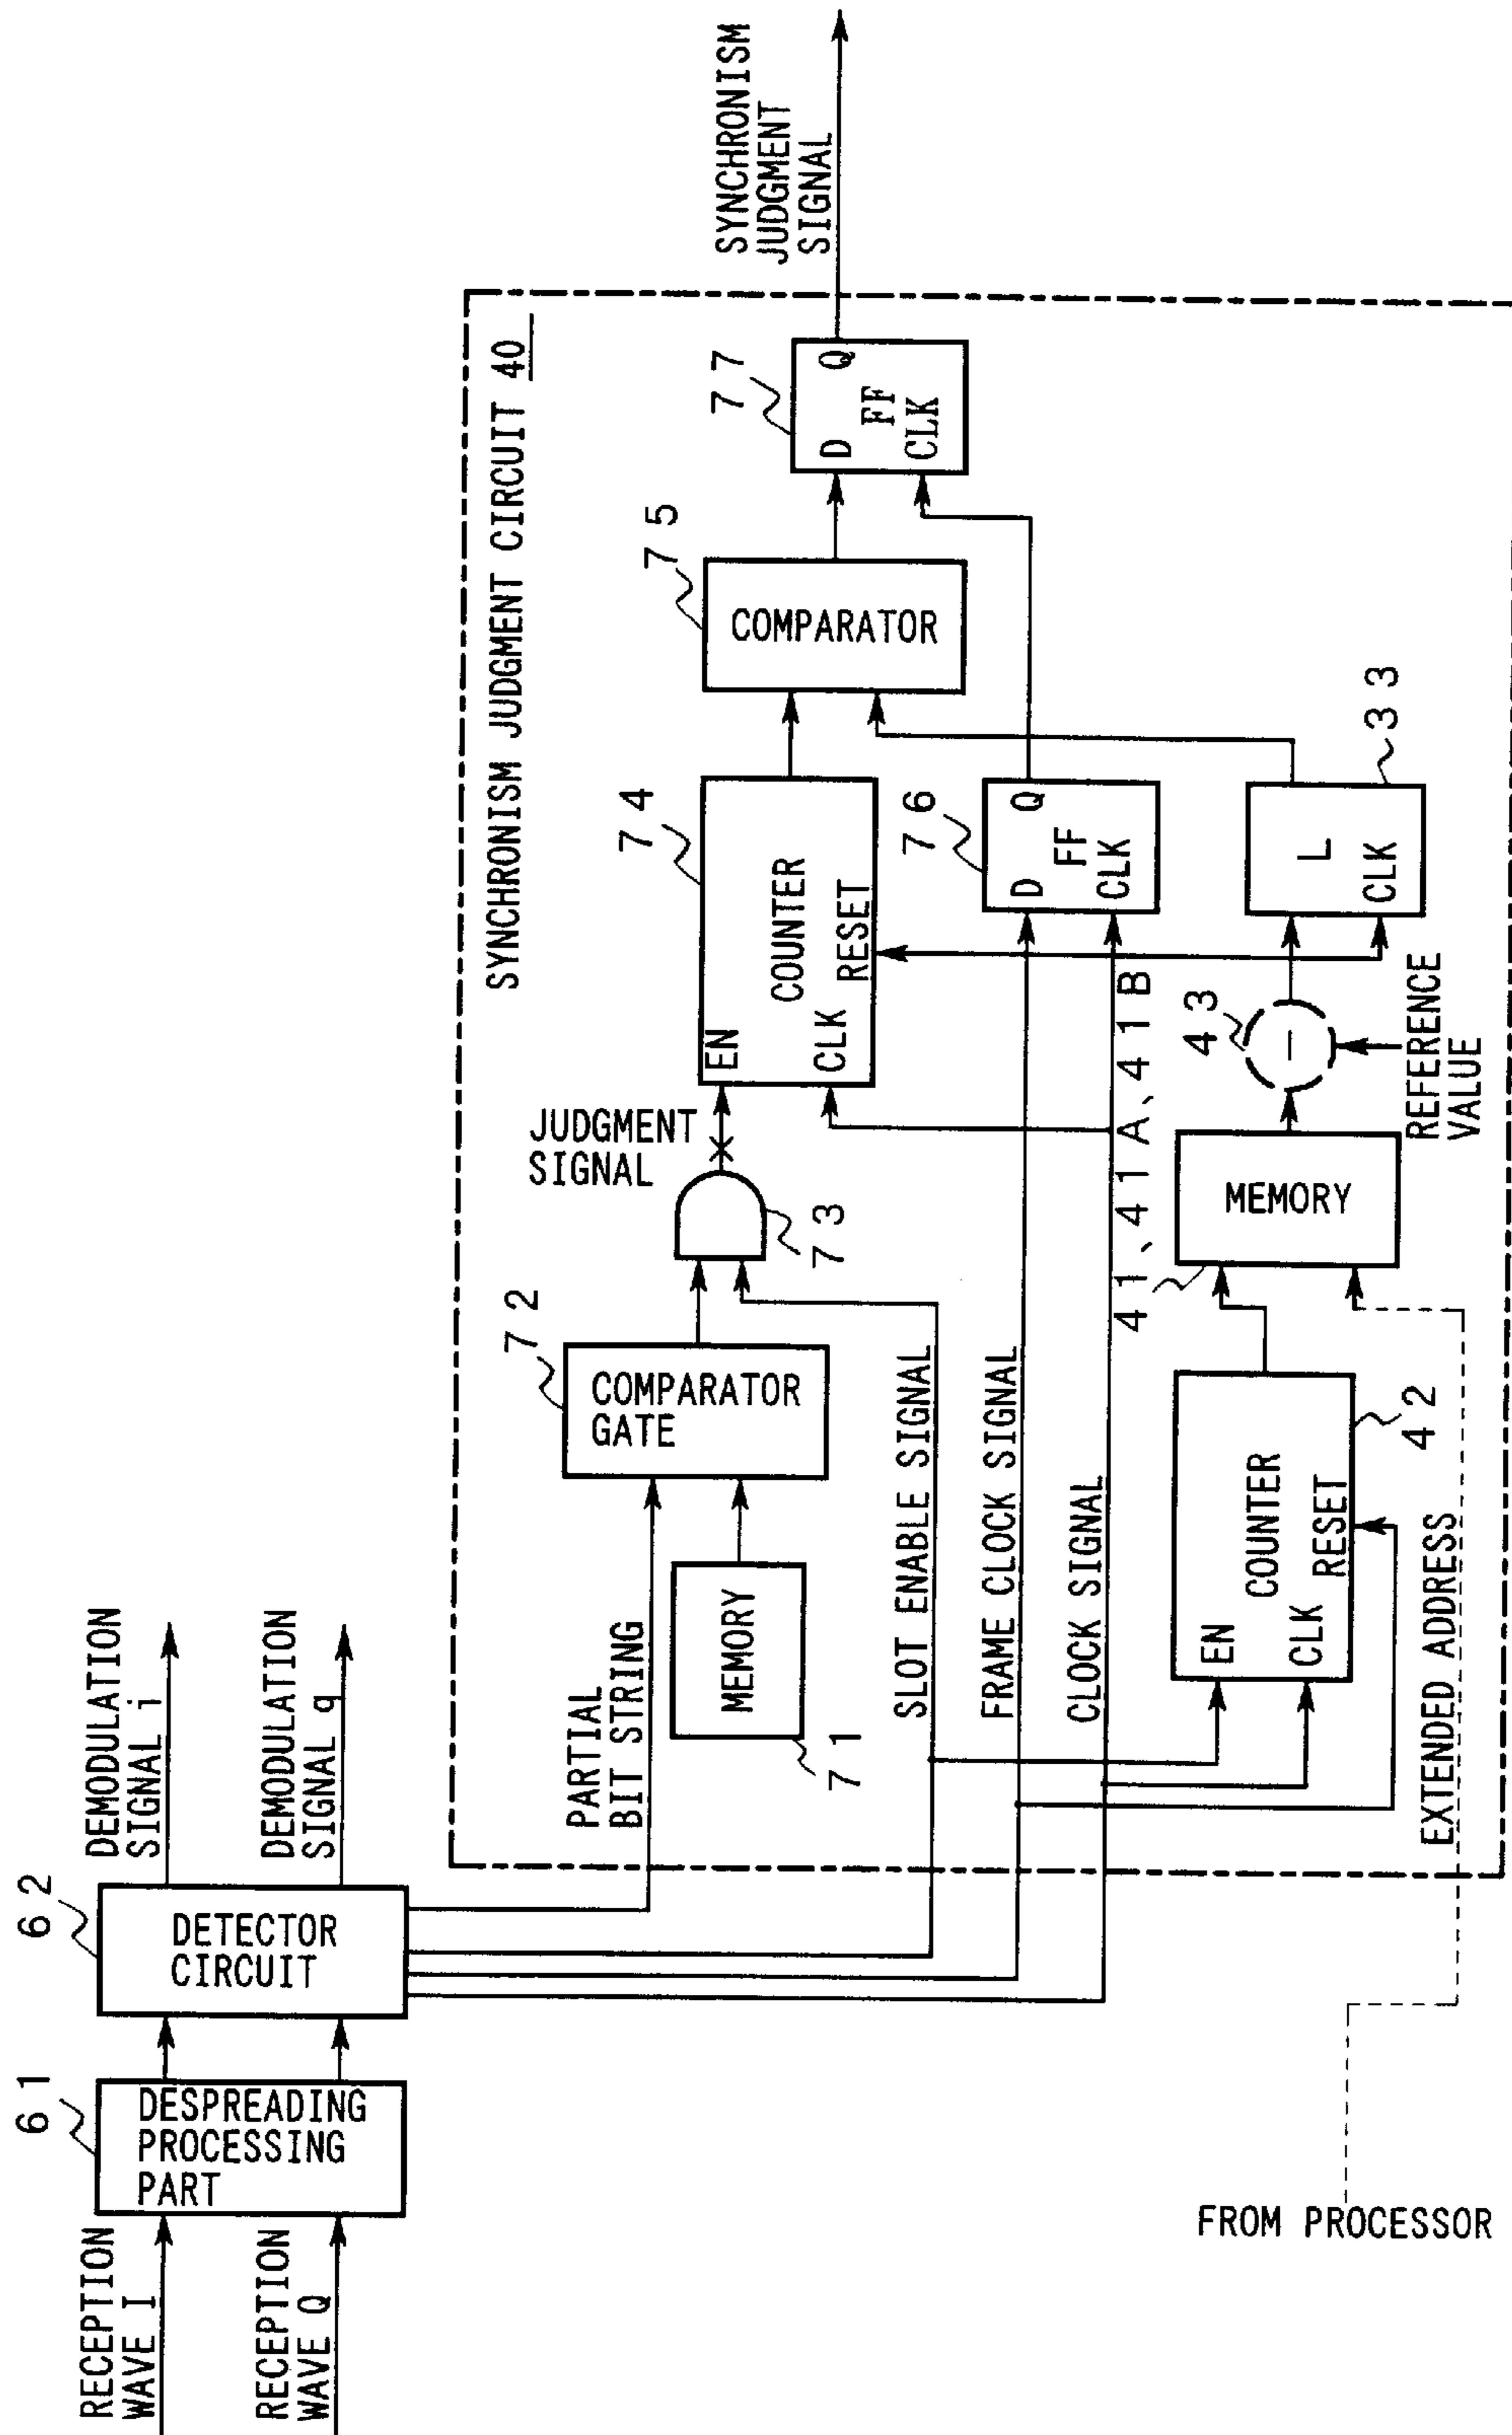 RECEPTION
WAVE I
RECEPTION
WAVE Q
61
DESPREADING
PROCESSING
PART
62
DETECTOR
CIRCUIT
DEMODULATION
SIGNAL i
DEMODULATION
SIGNAL q
SYNCHRONISM JUDGMENT CIRCUIT 40
PARTIAL
BIT STRING
MEMORY
71
72
COMPARATOR
GATE
73
JUDGMENT
SIGNAL
74
EN
COUNTER
CLK
RESET
75
COMPARATOR
77
D
Q
FF
CLK
SYNCHRONISM
JUDGMENT
SIGNAL
SLOT ENABLE SIGNAL
FRAME CLOCK SIGNAL
CLOCK SIGNAL
76
D
Q
FF
CLK
EN
COUNTER
CLK
RESET
42
41、41A、41B
MEMORY
43
−
REFERENCE
VALUE
L
CLK
33
EXTENDED ADDRESS
FROM PROCESSOR